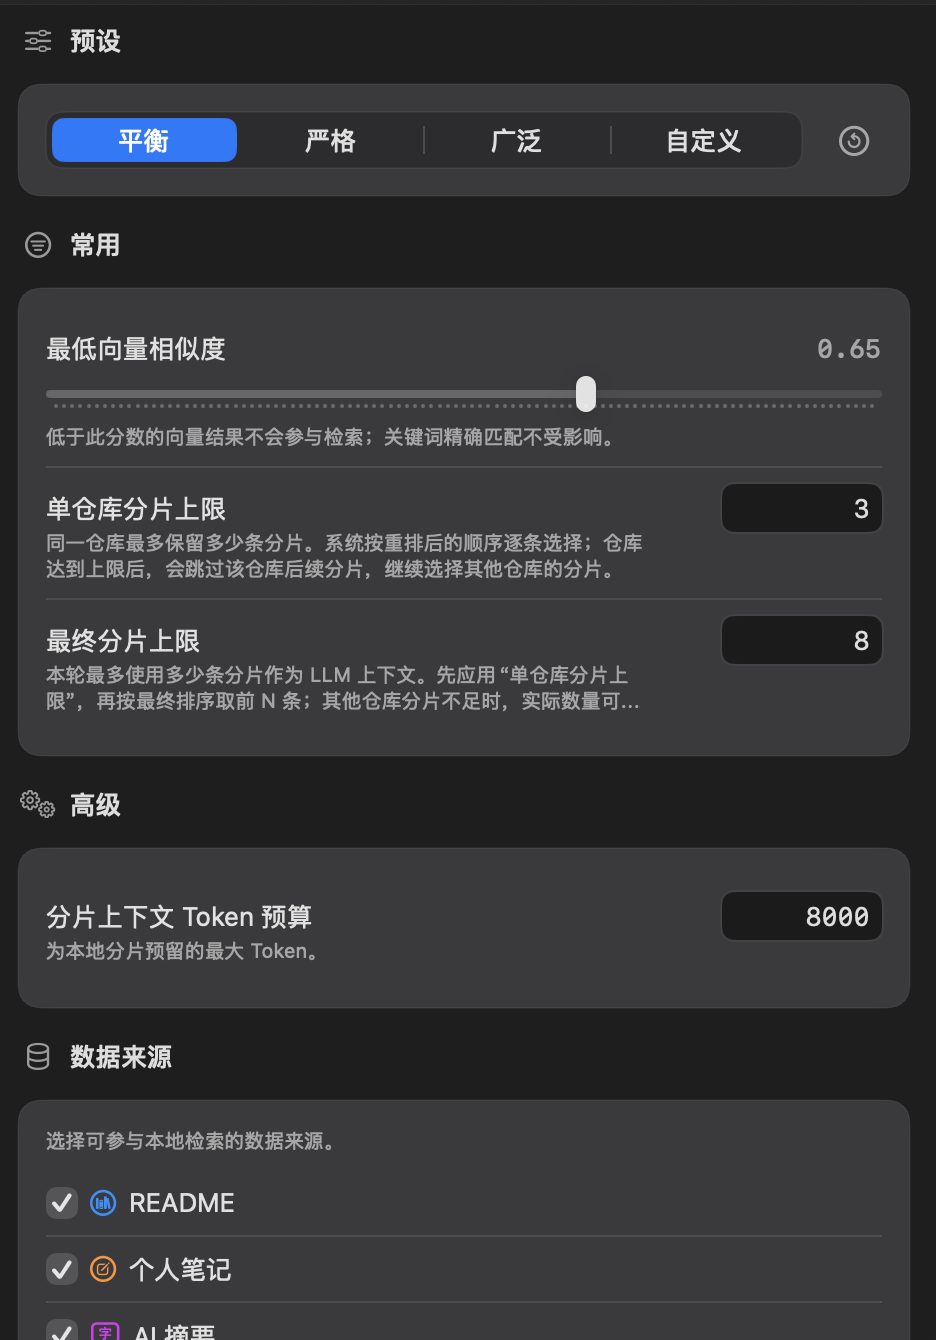 预设
平衡 严格 广泛 自定义
常用
最低向量相似度 0.65
低于此分数的向量结果不会参与检索；关键词精确匹配不受影响。
单仓库分片上限 3
同一仓库最多保留多少条分片。系统按重排后的顺序逐条选择；仓库
达到上限后，会跳过该仓库后续分片，继续选择其他仓库的分片。
最终分片上限 8
本轮最多使用多少条分片作为 LLM 上下文。先应用“单仓库分片上
限”，再按最终排序取前 N 条；其他仓库分片不足时，实际数量可...
高级
分片上下文 Token 预算 8000
为本地分片预留的最大 Token。
数据来源
选择可参与本地检索的数据来源。
README
个人笔记
字 AI 摘要